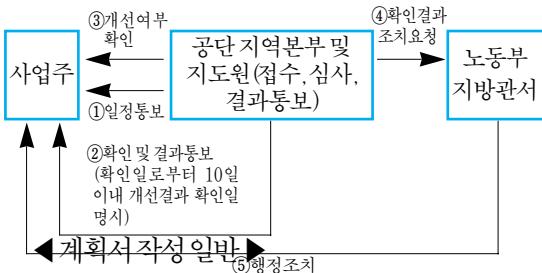 ③개선여부
확인
④확인결과
조치요청
사업주
공단 지역본부 및
지도원(접수, 심사,
결과통보)
노동부
지방관서
①일정통보
②확인 및 결과통보
(확인일로부터 10일
이내 개선결과 확인일
명시)
◀ 계획서 작성 일반 ▶
⑤행정조치